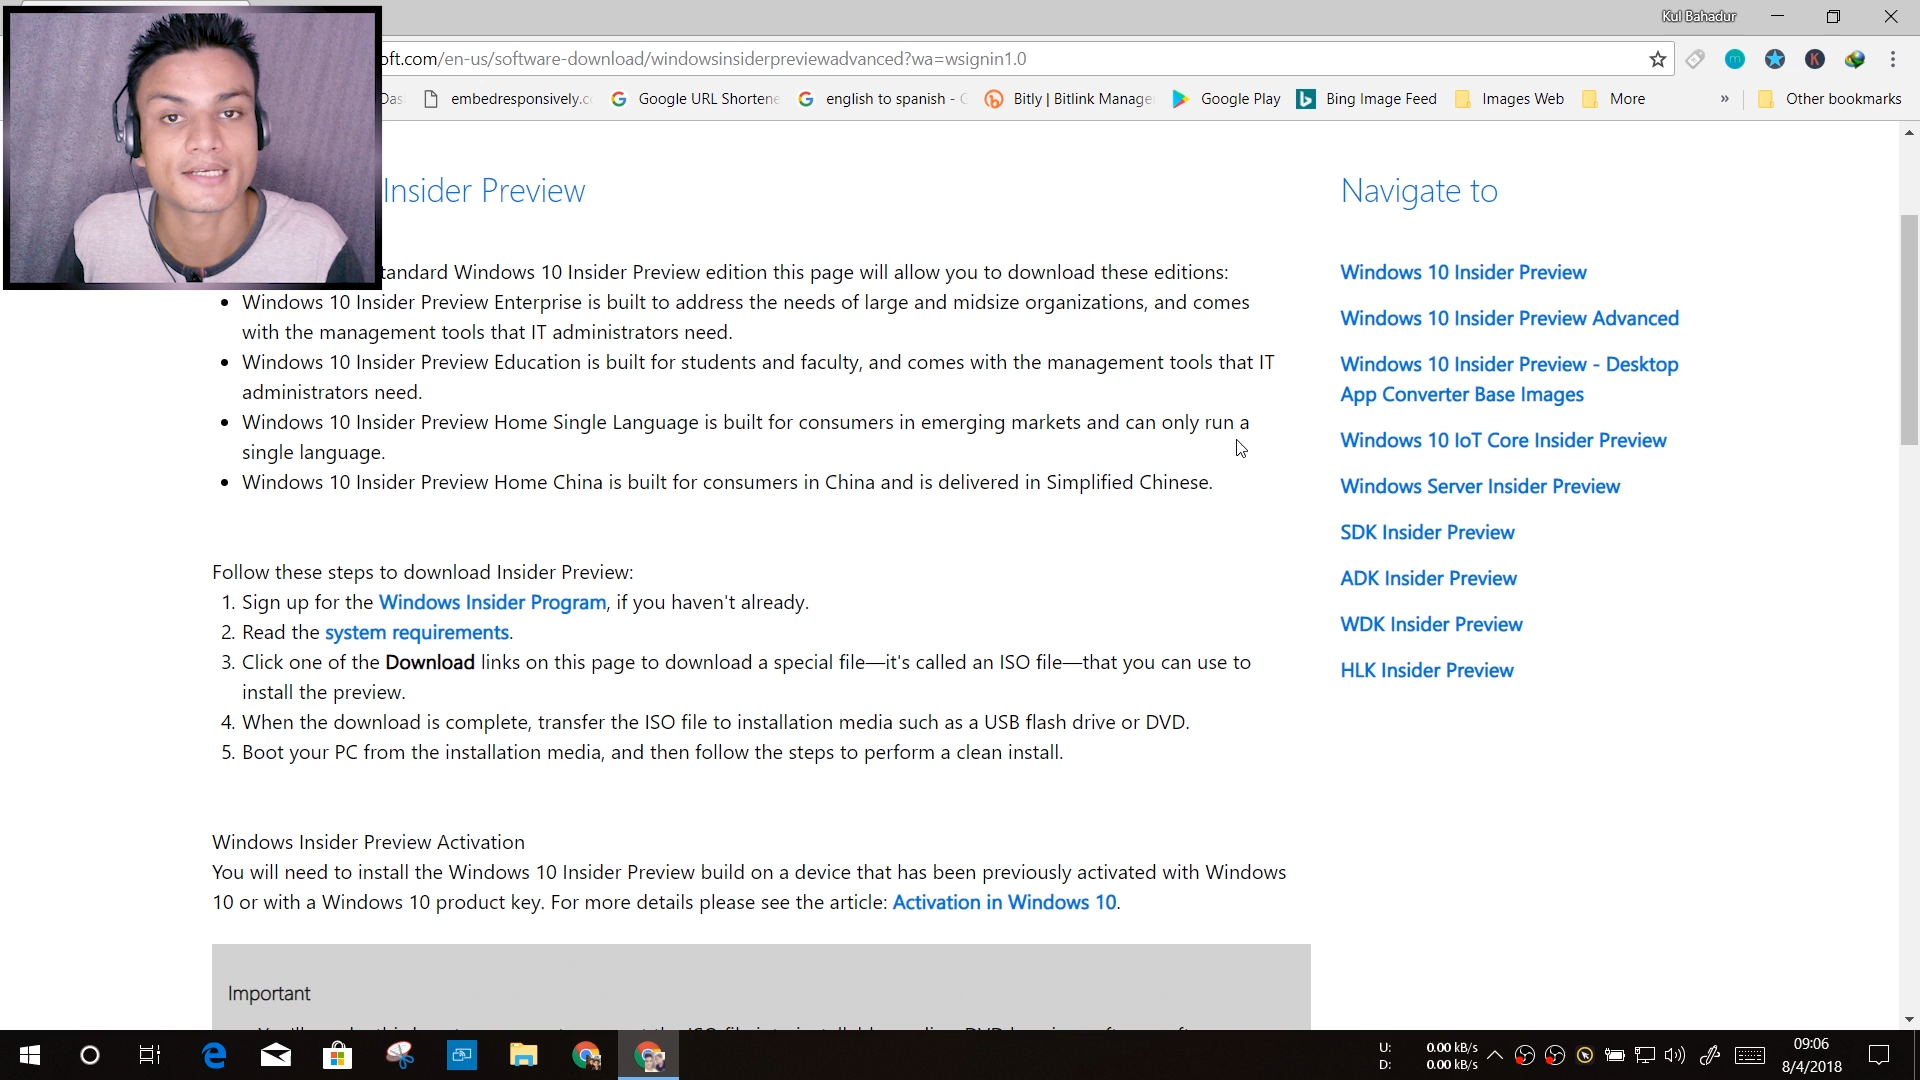 Kul Bahadur
oft.com/en-us/software-download/windowsinsiderpreviewadvanced?wa=wsignin1.0
Das embedresponsively.c Google URL Shortene english to spanish - Bitly | Bitlink Manage Google Play Bing Image Feed Images Web More » Other bookmarks
Insider Preview
tandard Windows 10 Insider Preview edition this page will allow you to download these editions:
• Windows 10 Insider Preview Enterprise is built to address the needs of large and midsize organizations, and comes
with the management tools that IT administrators need.
• Windows 10 Insider Preview Education is built for students and faculty, and comes with the management tools that IT
administrators need.
• Windows 10 Insider Preview Home Single Language is built for consumers in emerging markets and can only run a
single language.
• Windows 10 Insider Preview Home China is built for consumers in China and is delivered in Simplified Chinese.
Follow these steps to download Insider Preview:
1. Sign up for the Windows Insider Program, if you haven't already.
2. Read the system requirements.
3. Click one of the Download links on this page to download a special file—it's called an ISO file—that you can use to
install the preview.
4. When the download is complete, transfer the ISO file to installation media such as a USB flash drive or DVD.
5. Boot your PC from the installation media, and then follow the steps to perform a clean install.
Windows Insider Preview Activation
You will need to install the Windows 10 Insider Preview build on a device that has been previously activated with Windows
10 or with a Windows 10 product key. For more details please see the article: Activation in Windows 10.
Important
Navigate to
Windows 10 Insider Preview
Windows 10 Insider Preview Advanced
Windows 10 Insider Preview - Desktop
App Converter Base Images
Windows 10 IoT Core Insider Preview
Windows Server Insider Preview
SDK Insider Preview
ADK Insider Preview
WDK Insider Preview
HLK Insider Preview
U: 0.00 kB/s
D: 0.00 kB/s
09:06
8/4/2018